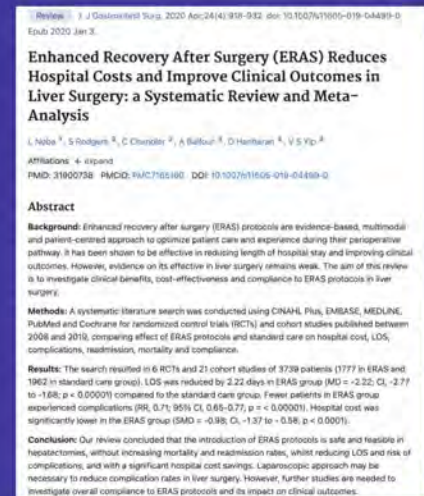 Review J Gastrointest Surg. 2020 Apr;24(4):918-932. doi: 10.1007/s11605-019-04499-0
Epub 2020 Jan 3.
Enhanced Recovery After Surgery (ERAS) Reduces
Hospital Costs and Improve Clinical Outcomes in
Liver Surgery: a Systematic Review and Meta-
Analysis
L Noba 1, S Rodgers 2, C Chandler 2, A Balfour 3, D Hariharan 4, V S Yip 4
Affiliations + expand
PMID: 31900738 PMCID: PMC7165160 DOI: 10.1007/s11605-019-04499-0
Abstract
Background: Enhanced recovery after surgery (ERAS) protocols are evidence-based, multimodal
and patient-centred approach to optimize patient care and experience during their perioperative
pathway. It has been shown to be effective in reducing length of hospital stay and improving clinical
outcomes. However, evidence on its effective in liver surgery remains weak. The aim of this review
is to investigate clinical benefits, cost-effectiveness and compliance to ERAS protocols in liver
surgery.
Methods: A systematic literature search was conducted using CINAHL Plus, EMBASE, MEDLINE,
PubMed and Cochrane for randomized control trials (RCTs) and cohort studies published between
2008 and 2019, comparing effect of ERAS protocols and standard care on hospital cost, LOS,
complications, readmission, mortality and compliance.
Results: The search resulted in 6 RCTs and 21 cohort studies of 3739 patients (1777 in ERAS and
1962 in standard care group). LOS was reduced by 2.22 days in ERAS group (MD = -2.22; CI, -2.77
to -1.68; p < 0.00001) compared to the standard care group. Fewer patients in ERAS group
experienced complications (RR, 0.71; 95% CI, 0.65-0.77; p = < 0.00001). Hospital cost was
significantly lower in the ERAS group (SMD = -0.98; CI, -1.37 to - 0.58; p < 0.0001).
Conclusion: Our review concluded that the introduction of ERAS protocols is safe and feasible in
hepatectomies, without increasing mortality and readmission rates, whilst reducing LOS and risk of
complications, and with a significant hospital cost savings. Laparoscopic approach may be
necessary to reduce complication rates in liver surgery. However, further studies are needed to
investigate overall compliance to ERAS protocols and its impact on clinical outcomes.